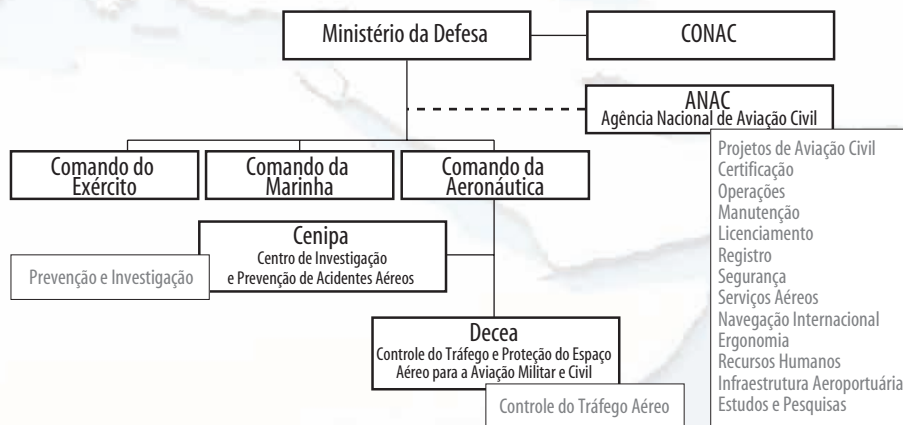 Ministério da Defesa
CONAC
ANAC
Agência Nacional de Aviação Civil
Projetos de Aviação Civil
Certificação
Operações
Manutenção
Licenciamento
Registro
Segurança
Serviços Aéreos
Navegação Internacional
Ergonomia
Recursos Humanos
Infraestrutura Aeroportuária
Estudos e Pesquisas
Comando do
Exército
Comando da
Marinha
Comando da
Aeronáutica
Cenipa
Centro de Investigação
e Prevenção de Acidentes Aéreos
Prevenção e Investigação
Decea
Controle do Tráfego e Proteção do Espaço
Aéreo para a Aviação Militar e Civil
Controle do Tráfego Aéreo